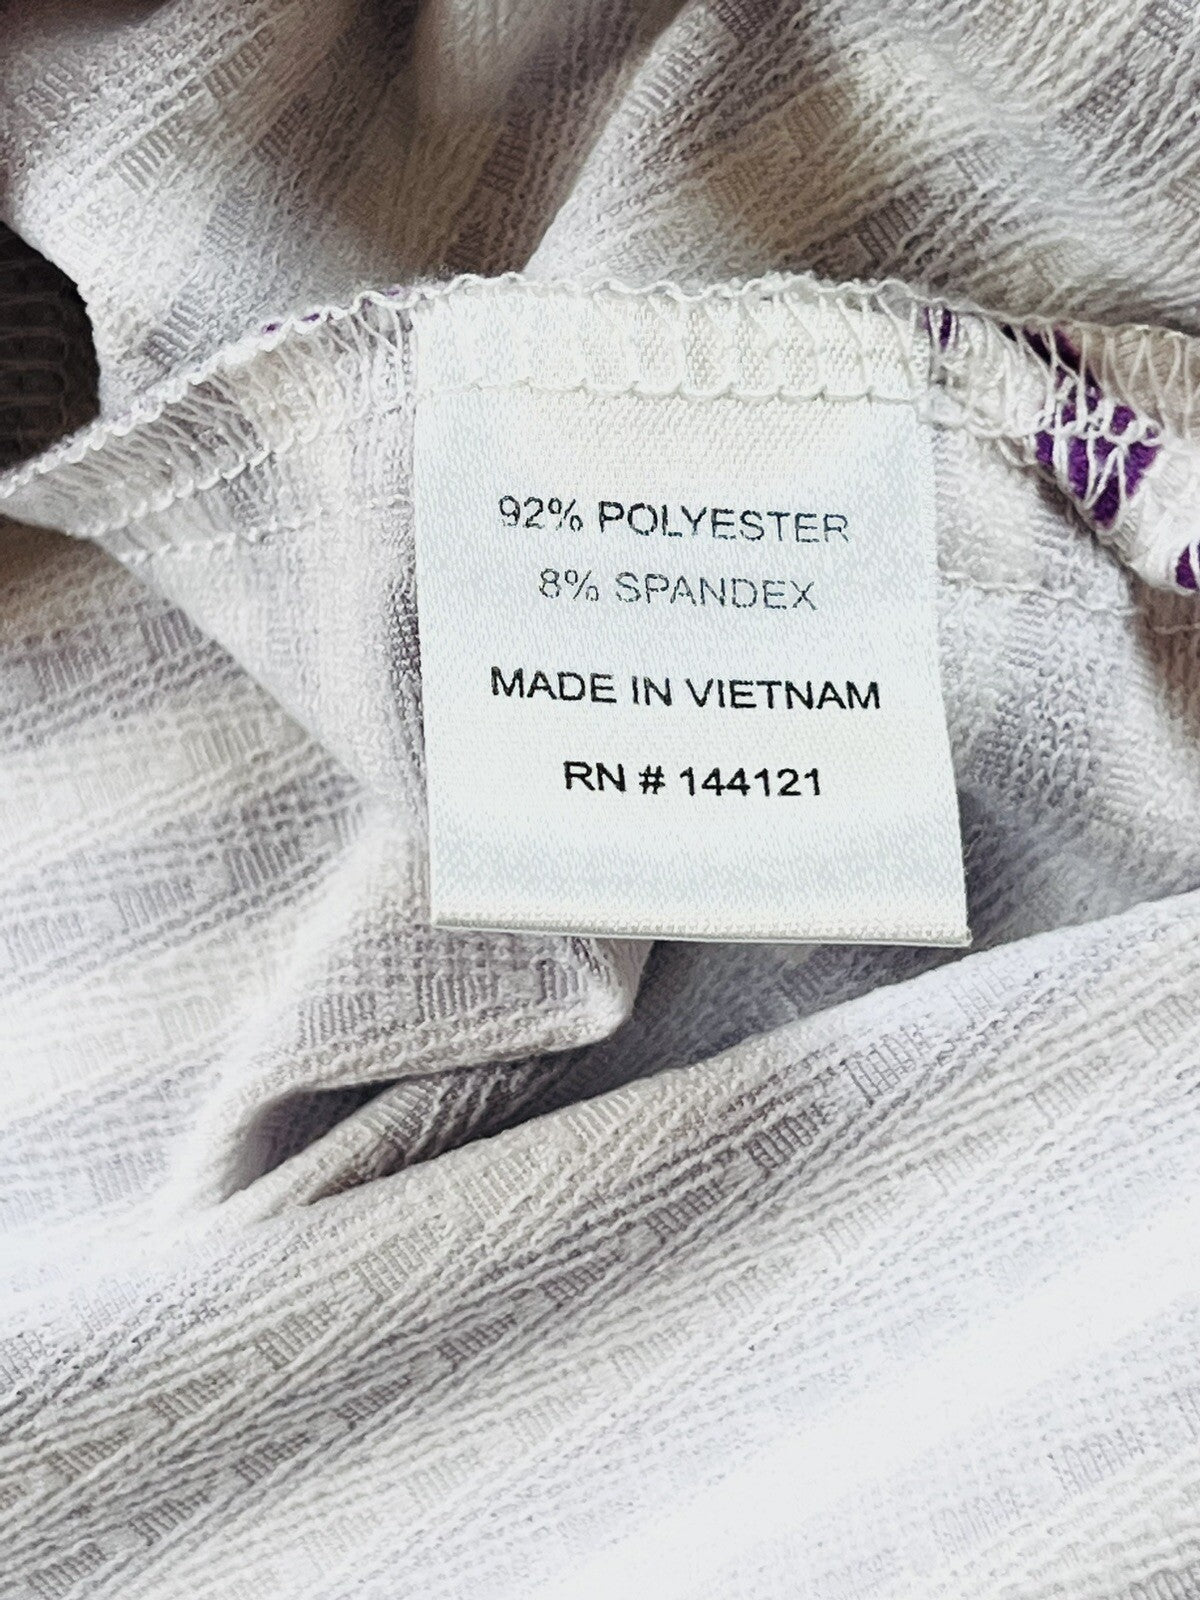 92% POLYESTER
8% SPANDEX
MADE IN VIETNAM
RN # 144121